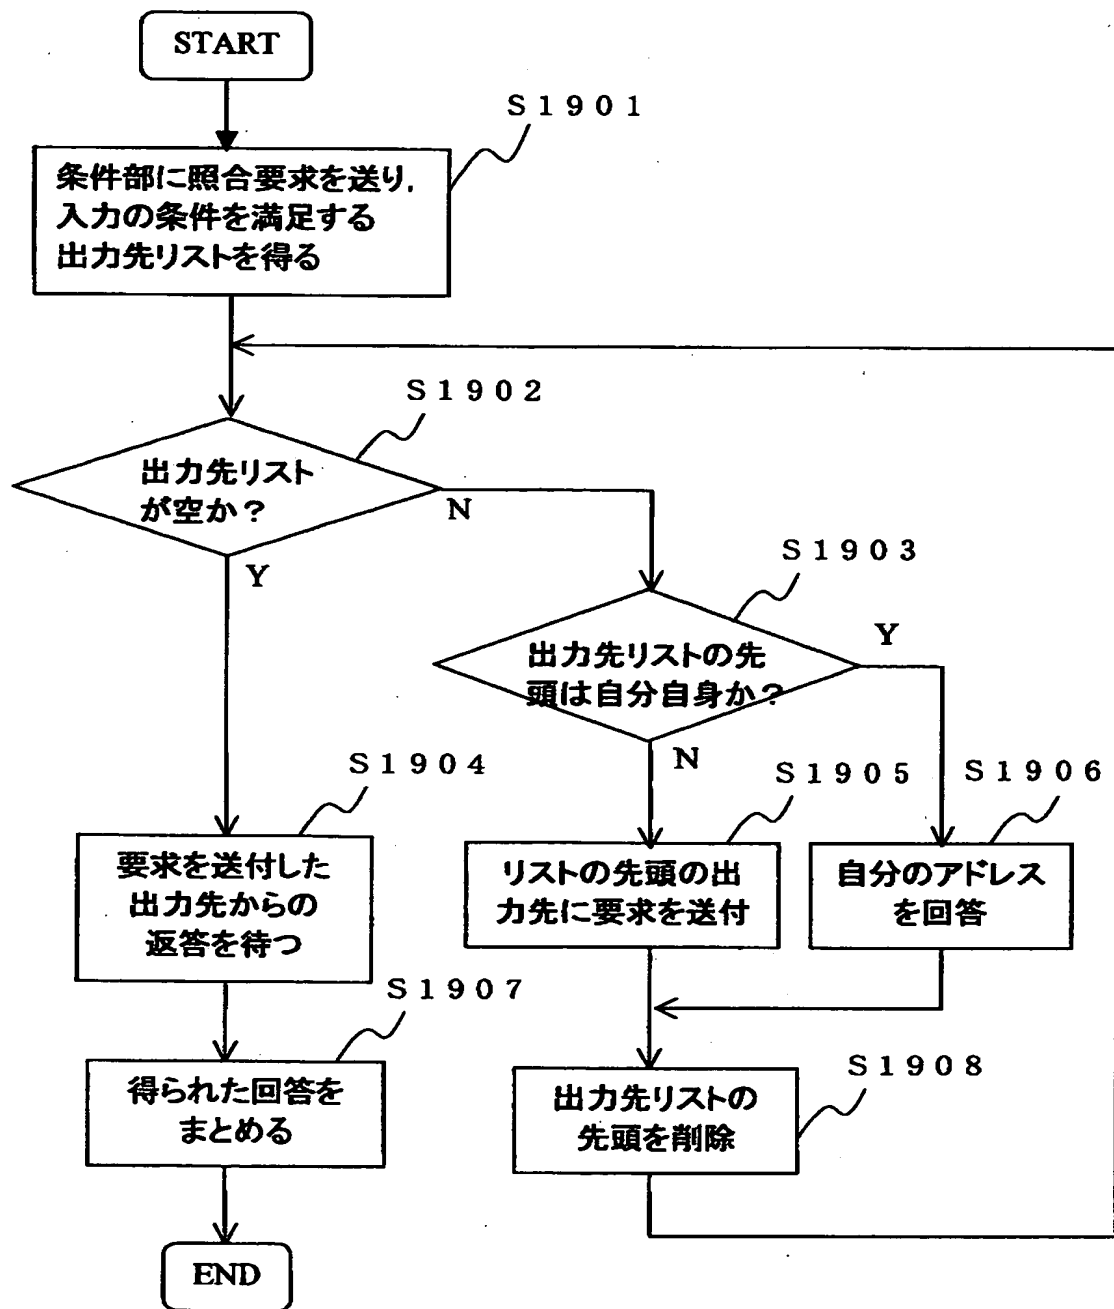 START
S1901
条件部に照合要求を送り,
入力の条件を満足する
出力先リストを得る
S1902
出力先リスト
が空か?
N
Y
S1903
出力先リストの先
頭は自分自身か?
Y
N
S1904
要求を送付した
出力先からの
返答を待つ
S1905
リストの先頭の出
力先に要求を送付
S1906
自分のアドレス
を回答
S1907
得られた回答を
まとめる
S1908
出力先リストの
先頭を削除
END